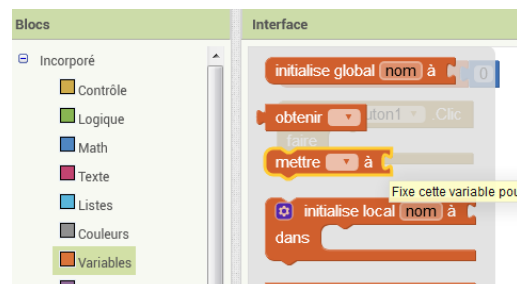 Blocs
Interface
Incorporé
Contrôle
Logique
Math
Texte
Listes
Couleurs
Variables
initialise global nom à
0
obtenir
.Clic
faire
mettre à
Fixe cette variable pou
initialise local nom à
dans